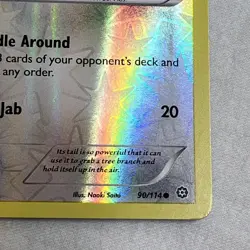 dle Around
cards of your opponent's deck and
any order.
Jab 20
Its tail is so powerful that it can
use it to grab a tree branch and
hold itself up in the air.
Illus. Naoki Saito 90/114